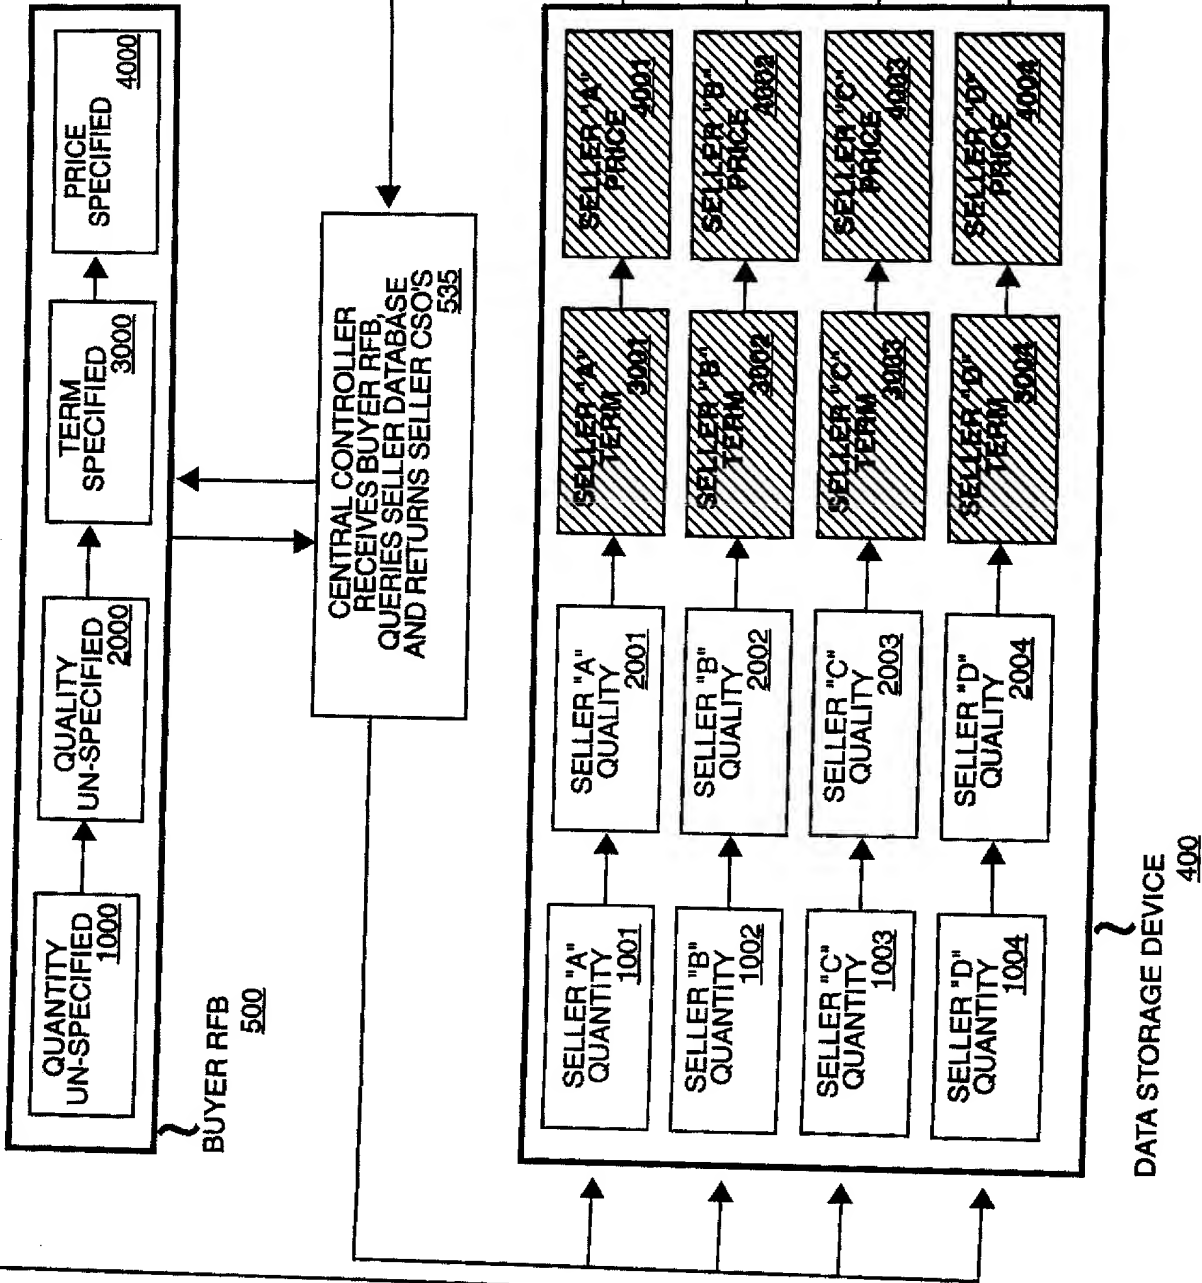 QUANTITY
UN-SPECIFIED
1000
QUALITY
UN-SPECIFIED
2000
TERM
SPECIFIED
3000
PRICE
SPECIFIED
4000
BUYER RFB
500
CENTRAL CONTROLLER
RECEIVES BUYER RFB,
QUERIES SELLER DATABASE
AND RETURNS SELLER CSO'S
535
SELLER "A"
QUANTITY
1001
SELLER "A"
QUALITY
2001
SELLER "A"
TERM
3001
SELLER "A"
PRICE
4001
SELLER "B"
QUANTITY
1002
SELLER "B"
QUALITY
2002
SELLER "B"
TERM
3002
SELLER "B"
PRICE
4002
SELLER "C"
QUANTITY
1003
SELLER "C"
QUALITY
2003
SELLER "C"
TERM
3003
SELLER "C"
PRICE
4003
SELLER "D"
QUANTITY
1004
SELLER "D"
QUALITY
2004
SELLER "D"
TERM
3004
SELLER "D"
PRICE
4004
DATA STORAGE DEVICE
400